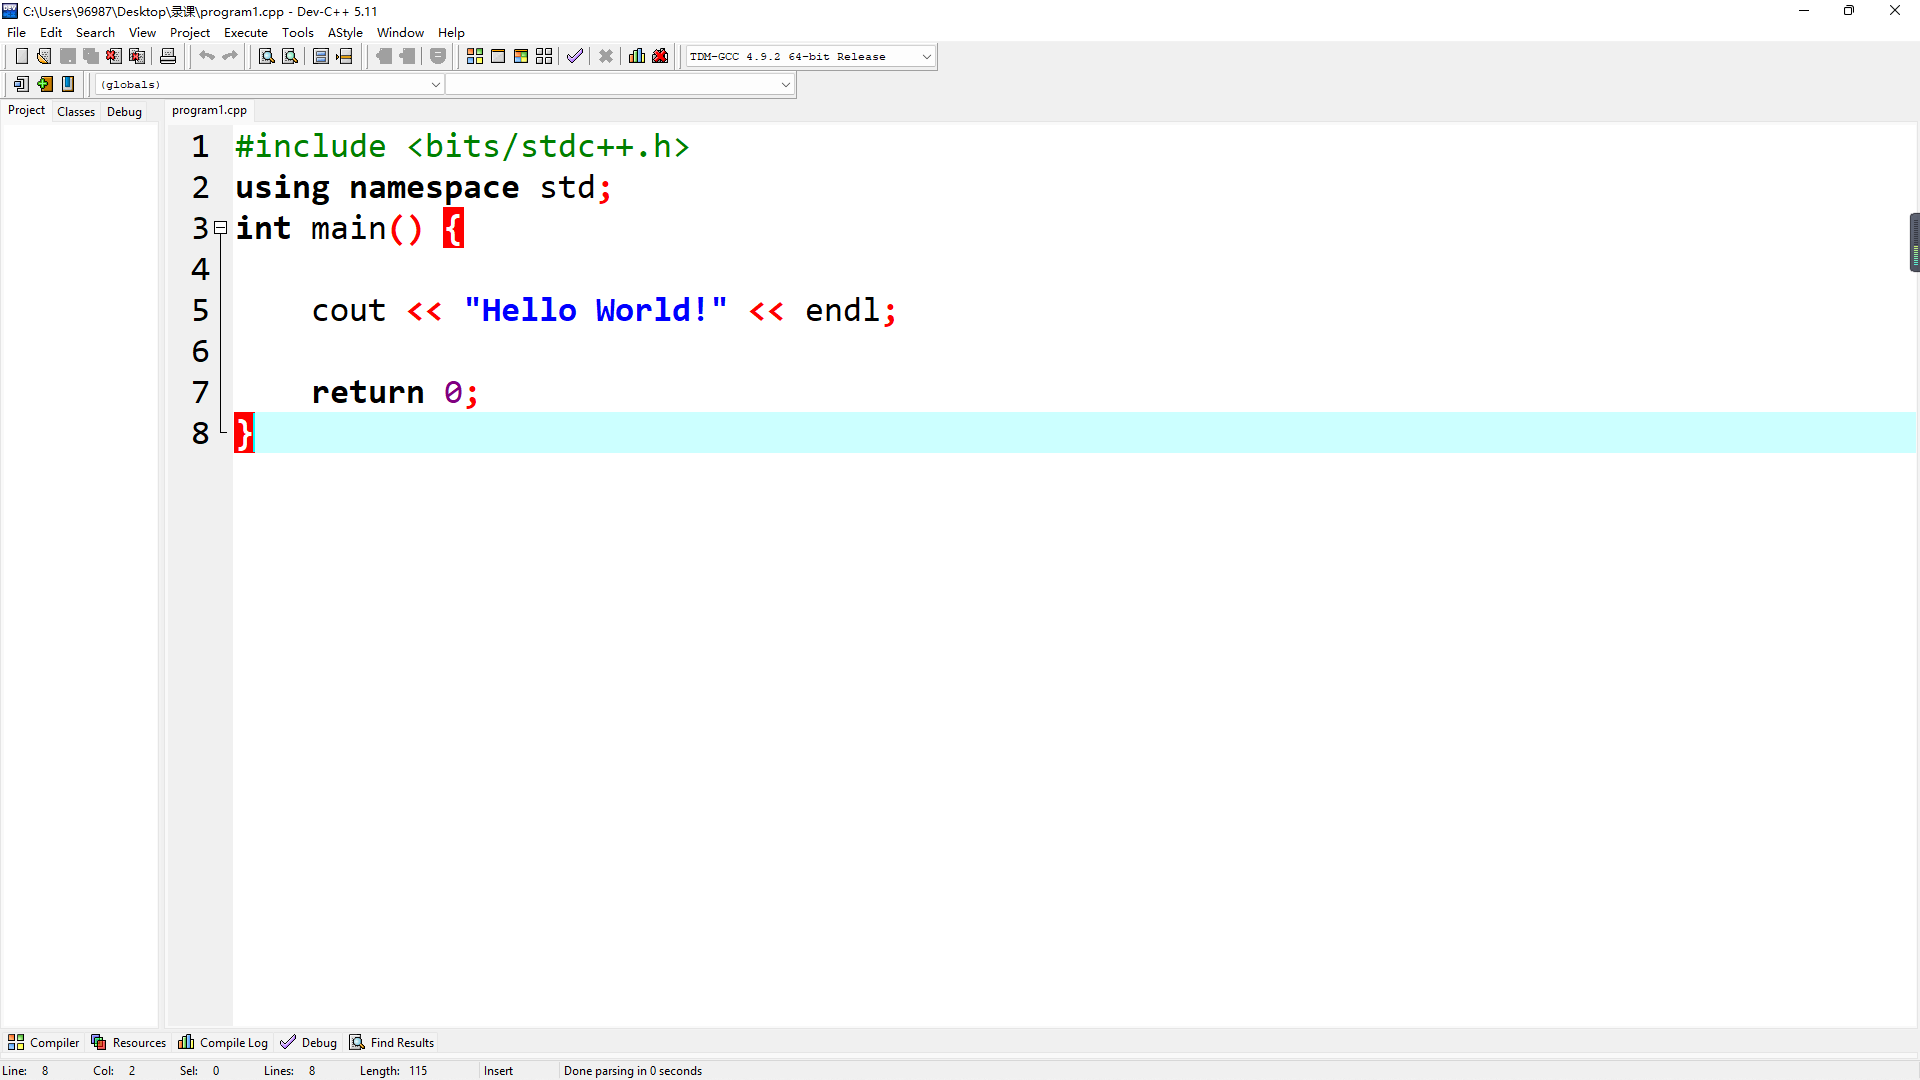 C:\Users\96987\Desktop\录课\program1.cpp - Dev-C++ 5.11
File Edit Search View Project Execute Tools AStyle Window Help
TDM-GCC 4.9.2 64-bit Release
(globals)
Project Classes Debug program1.cpp
1 #include <bits/stdc++.h>
2 using namespace std;
3 int main() {
4
5 cout << "Hello World!" << endl;
6
7 return 0;
8 }
Compiler Resources Compile Log Debug Find Results
Line: 8 Col: 2 Sel: 0 Lines: 8 Length: 115 Insert Done parsing in 0 seconds